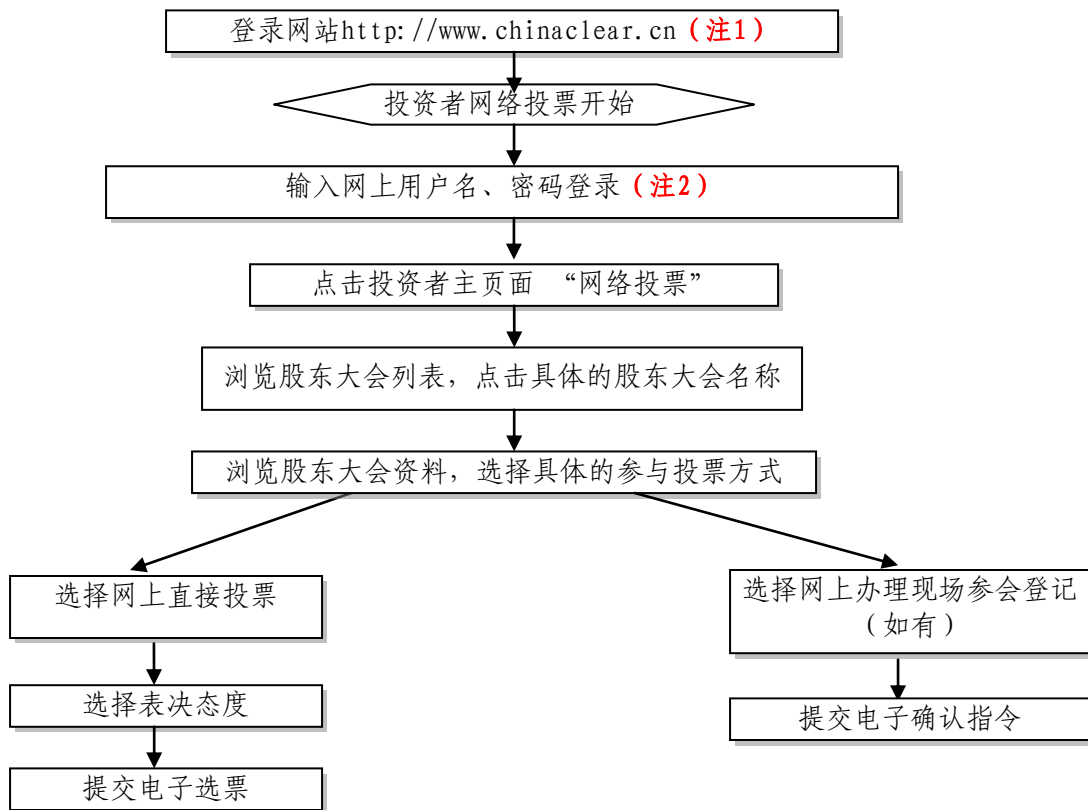 登录网站http://www.chinaclear.cn（注1）
投资者网络投票开始
输入网上用户名、密码登录（注2）
点击投资者主页面 “网络投票”
浏览股东大会列表，点击具体的股东大会名称
浏览股东大会资料，选择具体的参与投票方式
选择网上直接投票
选择表决态度
提交电子选票
选择网上办理现场参会登记
（如有）
提交电子确认指令